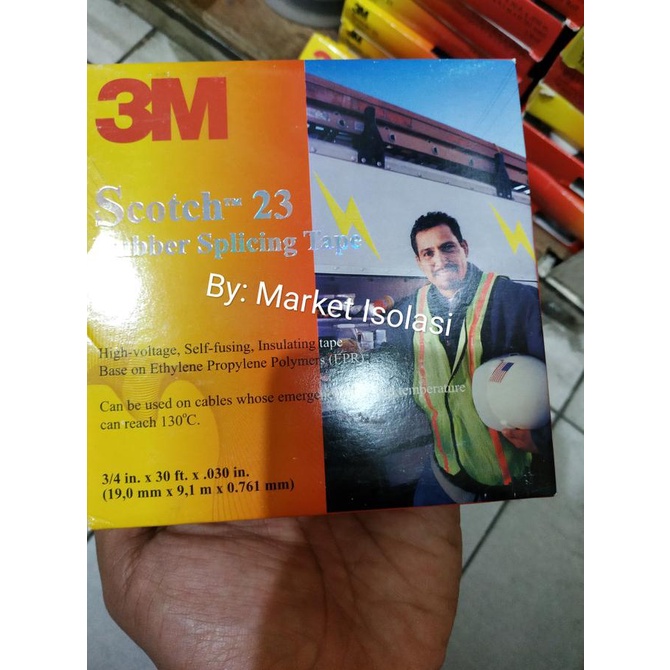 3M
Scotch™ 23
Rubber Splicing Tape
By: Market Isolasi
High-voltage, Self-fusing, Insulating tape
Base on Ethylene Propylene Polymers (EPR)
Can be used on cables whose emergency temperature
can reach 130°C.
3/4 in. x 30 ft. x .030 in.
(19,0 mm x 9,1 m x 0.761 mm)